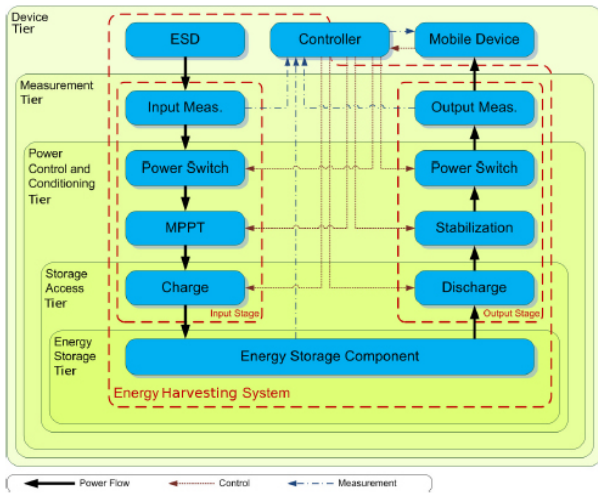 Device
Tier
ESD
Controller
Mobile Device
Measurement
Tier
Input Meas.
Output Meas.
Power
Control and
Conditioning
Tier
Power Switch
Power Switch
MPPT
Stabilization
Storage
Access
Tier
Charge
Discharge
Input Stage
Output Stage
Energy
Storage
Tier
Energy Storage Component
Energy Harvesting System
Power Flow
Control
Measurement